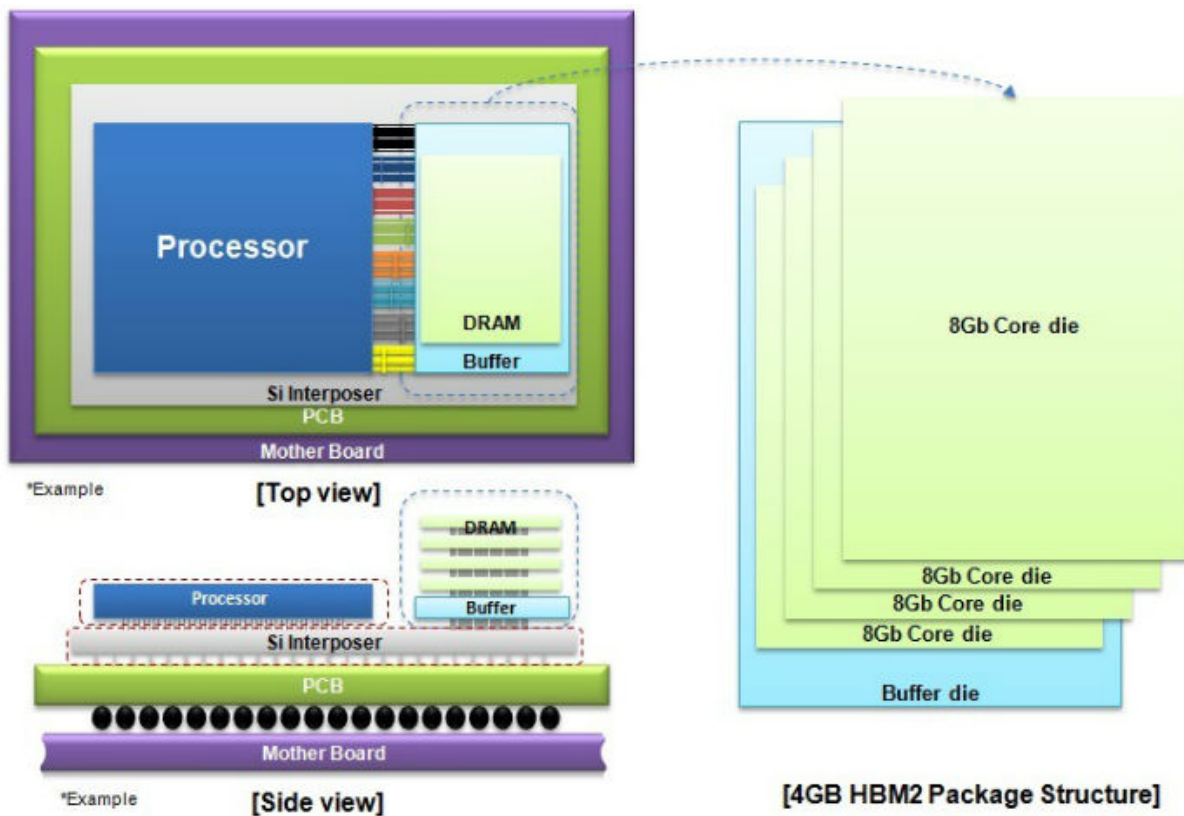 Processor
DRAM
Buffer
Si Interposer
PCB
Mother Board
*Example
[Top view]
DRAM
Processor
Buffer
Si Interposer
PCB
Mother Board
*Example
[Side view]
8Gb Core die
8Gb Core die
8Gb Core die
8Gb Core die
Buffer die
[4GB HBM2 Package Structure]